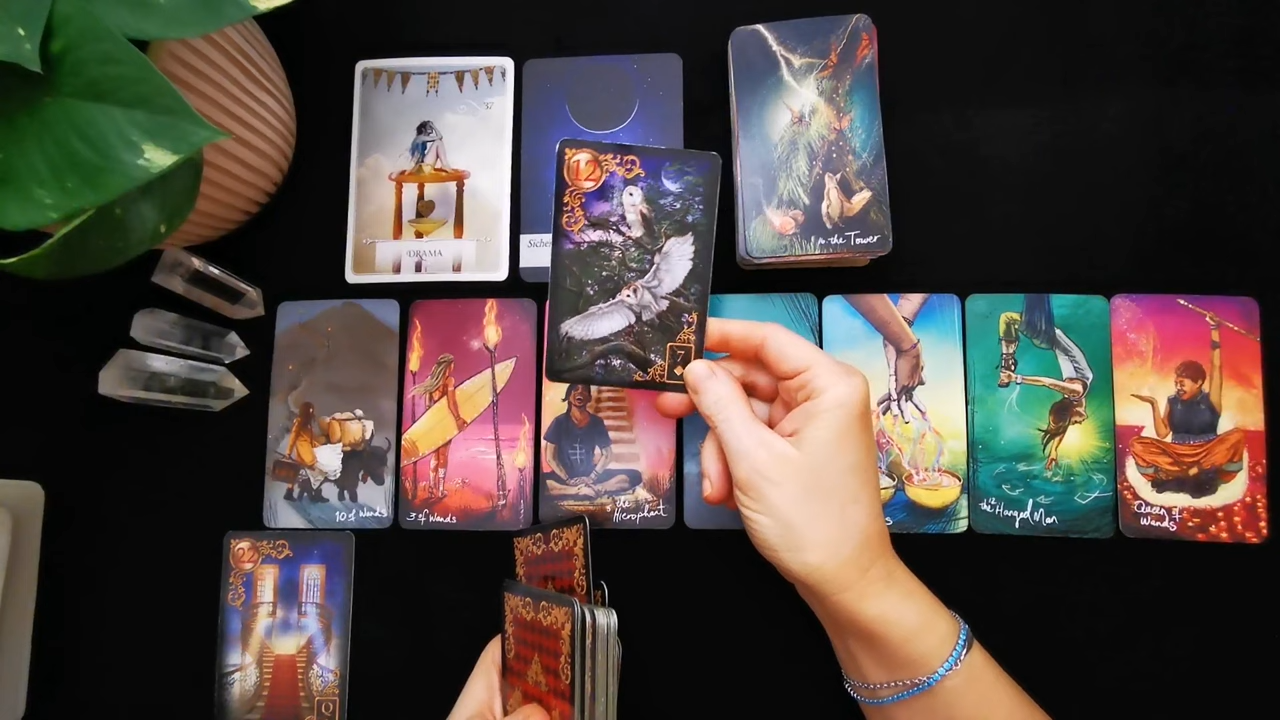 37
DRAMA
12
7
the Tower
10 of Wands
3 of Wands
5 the
Hierophant
12
the Hanged Man
Queen of
Wands
22
Q